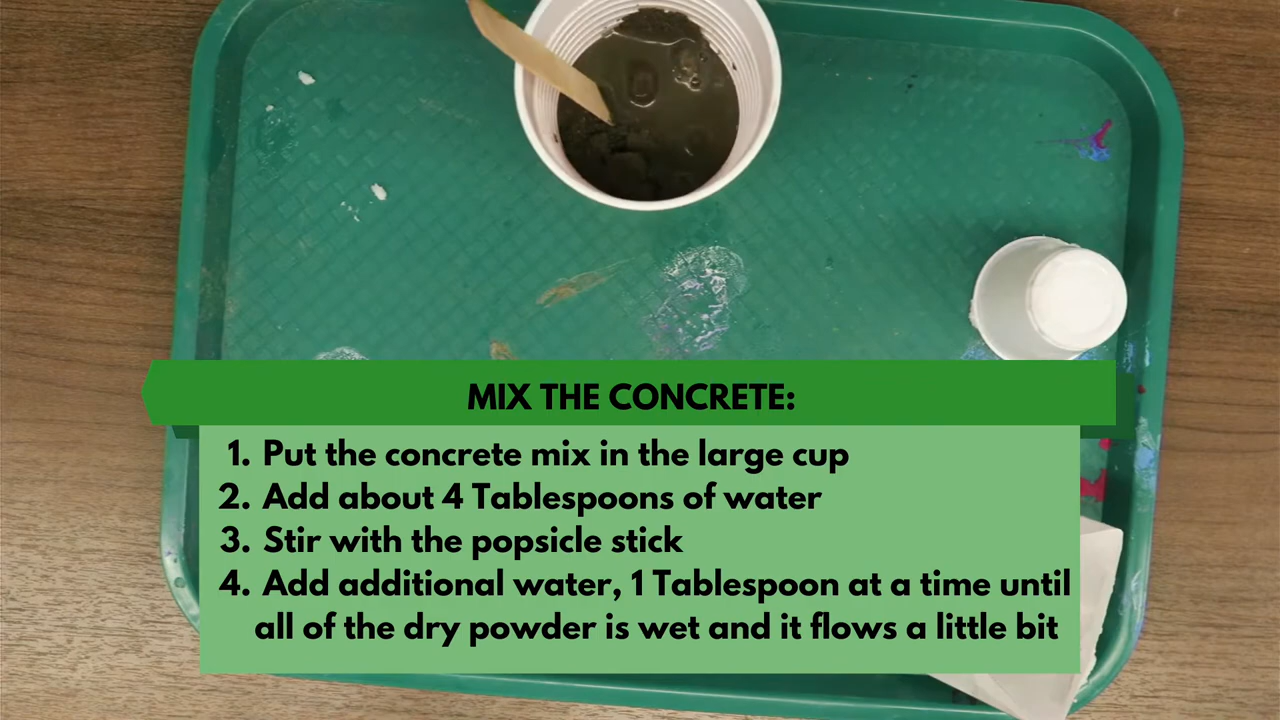 MIX THE CONCRETE:
1. Put the concrete mix in the large cup
2. Add about 4 Tablespoons of water
3. Stir with the popsicle stick
4. Add additional water, 1 Tablespoon at a time until
all of the dry powder is wet and it flows a little bit